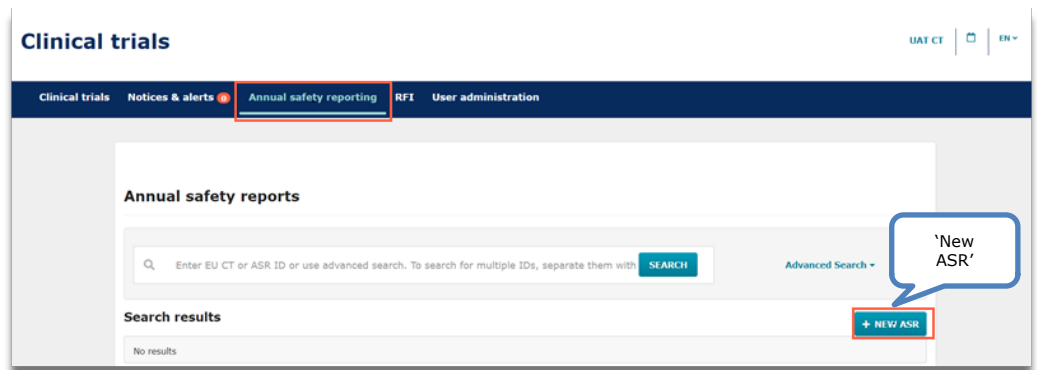 Clinical trials
UAT CT
EN
Clinical trials Notices & alerts 0 Annual safety reporting RFI User administration
Annual safety reports
‘New
ASR’
Enter EU CT or ASR ID or use advanced search. To search for multiple IDs, separate them with SEARCH
Advanced Search
Search results
+ NEW ASR
No results